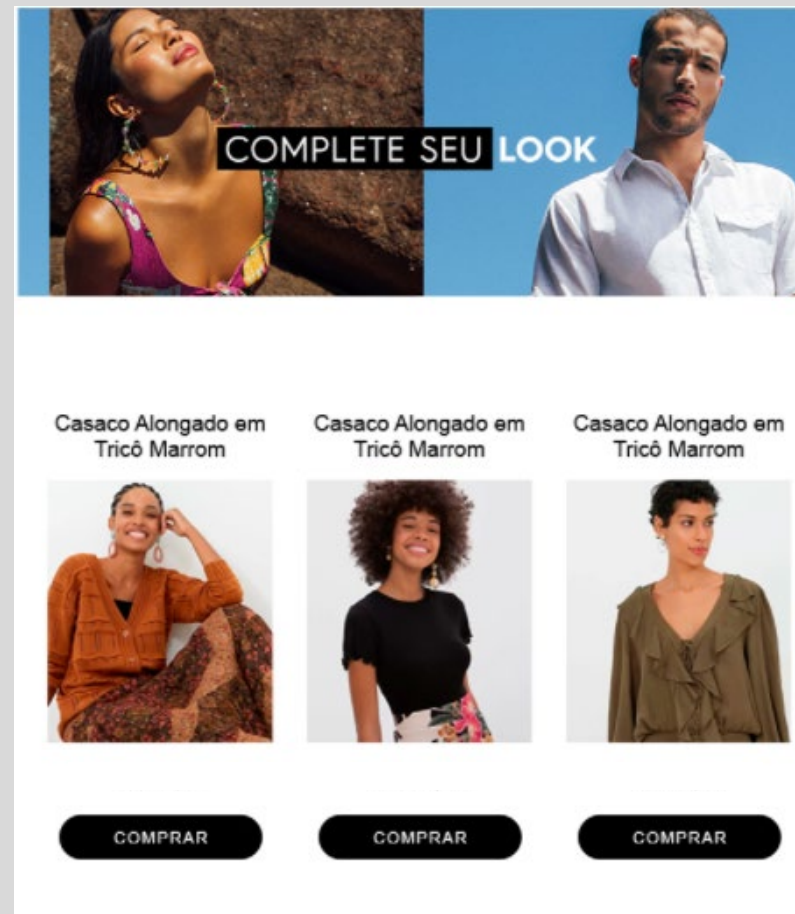 COMPLETE SEU LOOK
Casaco Alongado em
Tricô Marrom
Casaco Alongado em
Tricô Marrom
Casaco Alongado em
Tricô Marrom
COMPRAR
COMPRAR
COMPRAR